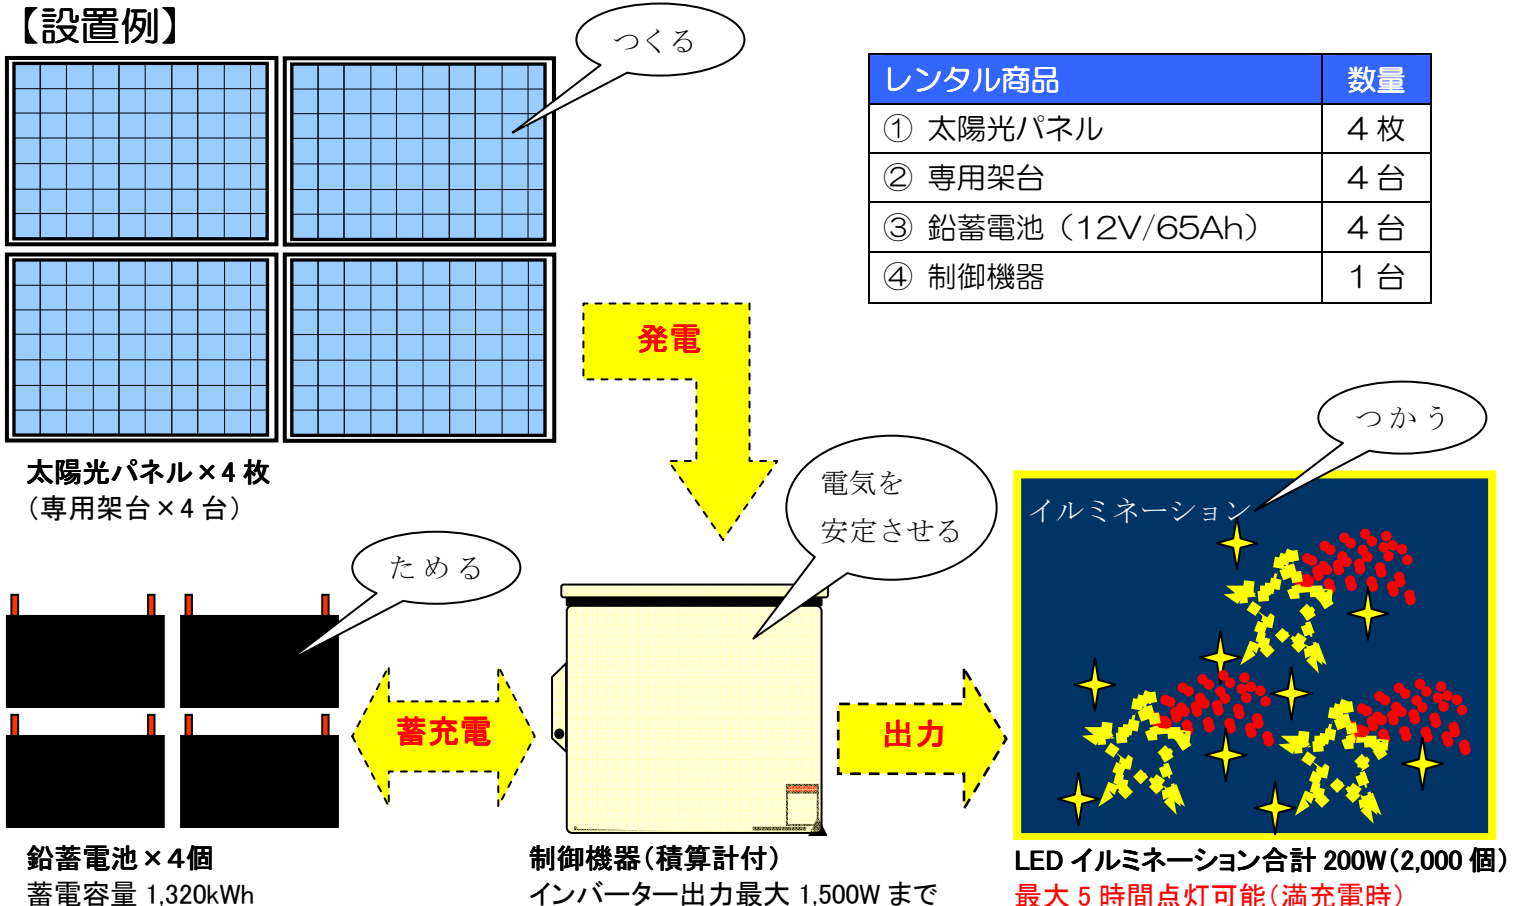 【設置例】
つくる
レンタル商品 数量
① 太陽光パネル 4枚
② 専用架台 4台
③ 鉛蓄電池（12V/65Ah） 4台
④ 制御機器 1台
発電
太陽光パネル×4枚
（専用架台×4台）
ためる
電気を
安定させる
つかう
イルミネーション
蓄充電
出力
鉛蓄電池×4個
蓄電容量 1,320kWh
制御機器（積算計付）
インバーター出力最大 1,500W まで
LED イルミネーション合計 200W（2,000 個）
最大 5 時間点灯可能（満充電時）